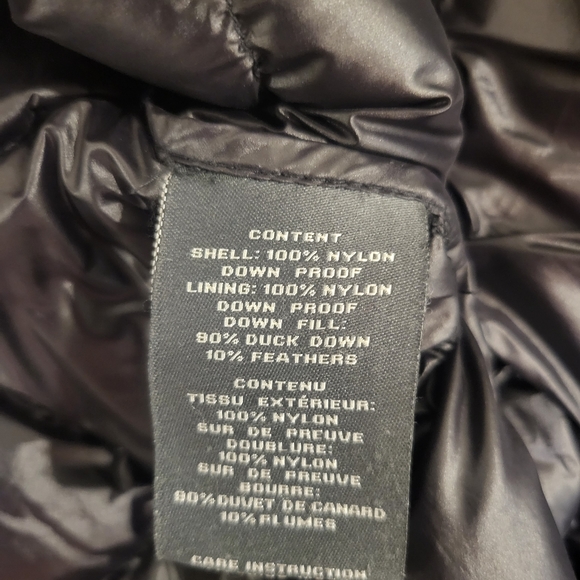 CONTENT
SHELL: 100% NYLON
DOWN PROOF
LINING: 100% NYLON
DOWN PROOF
DOWN FILL:
90% DUCK DOWN
10% FEATHERS
CONTENU
TISSU EXTÉRIEUR:
100% NYLON
SUR DE PREUVE
DOUBLURE:
100% NYLON
SUR DE PREUVE
BOURRE:
90% DUVET DE CANARD
10% PLUMES
CARE INSTRUCTION